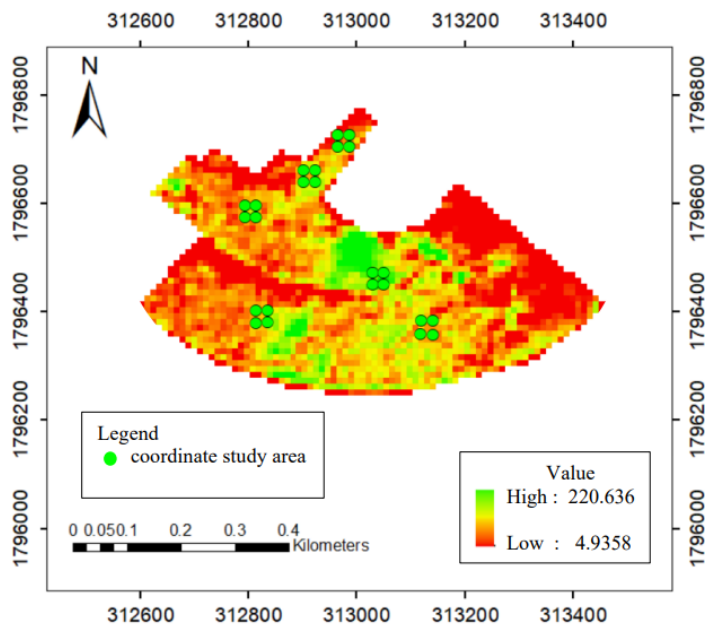 312600 312800 313000 313200 313400
N
1796800 1796800
1796600 1796600
1796400 1796400
1796200 1796200
1796000 1796000
Legend
coordinate study area
Value
High : 220.636
Low : 4.9358
0 0.050.1 0.2 0.3 0.4
Kilometers
312600 312800 313000 313200 313400